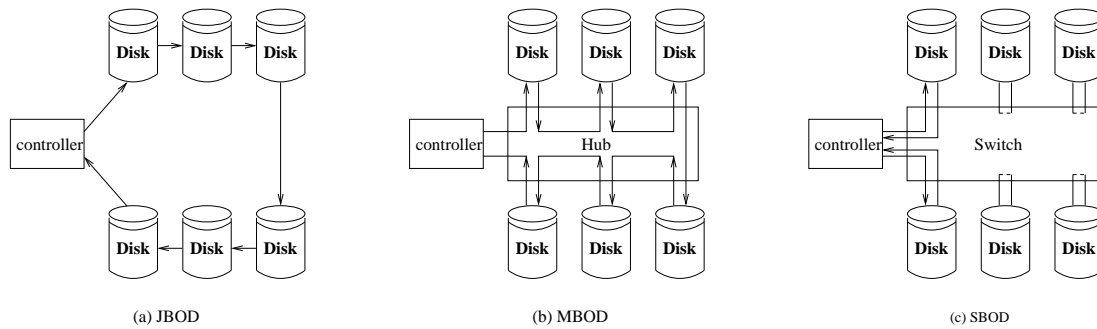 Disk Disk Disk
controller
Disk Disk Disk
(a) JBOD
Disk Disk Disk
controller
Hub
Disk Disk Disk
(b) MBOD
Disk Disk Disk
controller
Switch
Disk Disk Disk
(c) SBOD